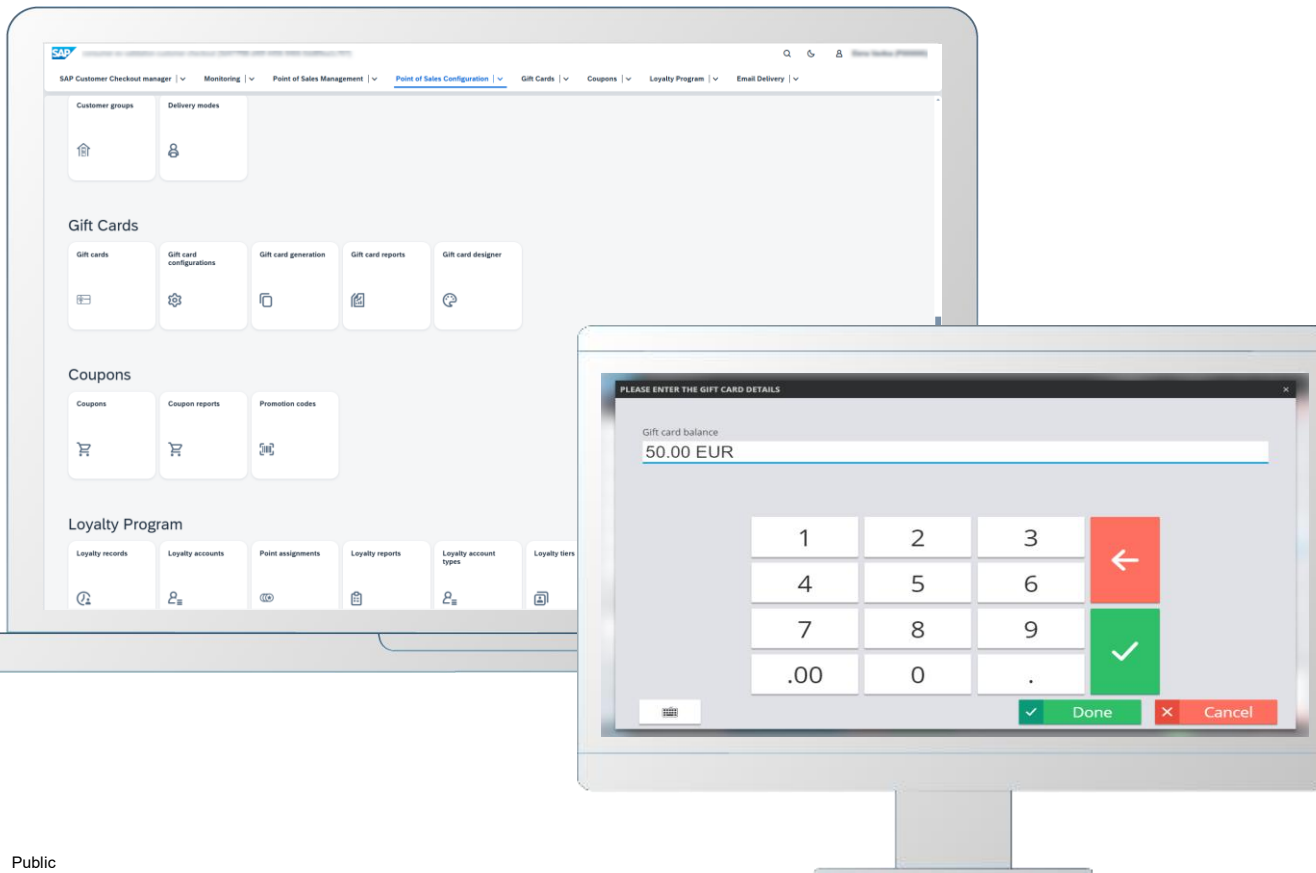 SAP
SAP Customer Checkout manager Monitoring Point of Sales Management Point of Sales Configuration Gift Cards Coupons Loyalty Program Email Delivery
Customer groups Delivery modes
Gift Cards
Gift cards Gift card configurations Gift card generation Gift card reports Gift card designer
Coupons
Coupons Coupon reports Promotion codes
Loyalty Program
Loyalty records Loyalty accounts Point assignments Loyalty reports Loyalty account types Loyalty tiers
PLEASE ENTER THE GIFT CARD DETAILS
Gift card balance
50.00 EUR
1 2 3
4 5 6
7 8 9
.00 0 .
Done Cancel
Public